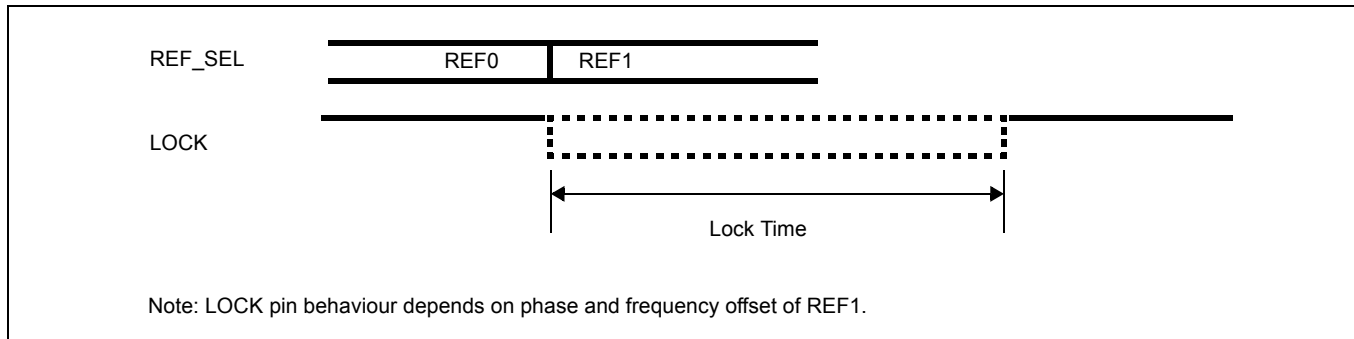 REF_SEL
REF0
REF1
LOCK
Lock Time
Note: LOCK pin behaviour depends on phase and frequency offset of REF1.